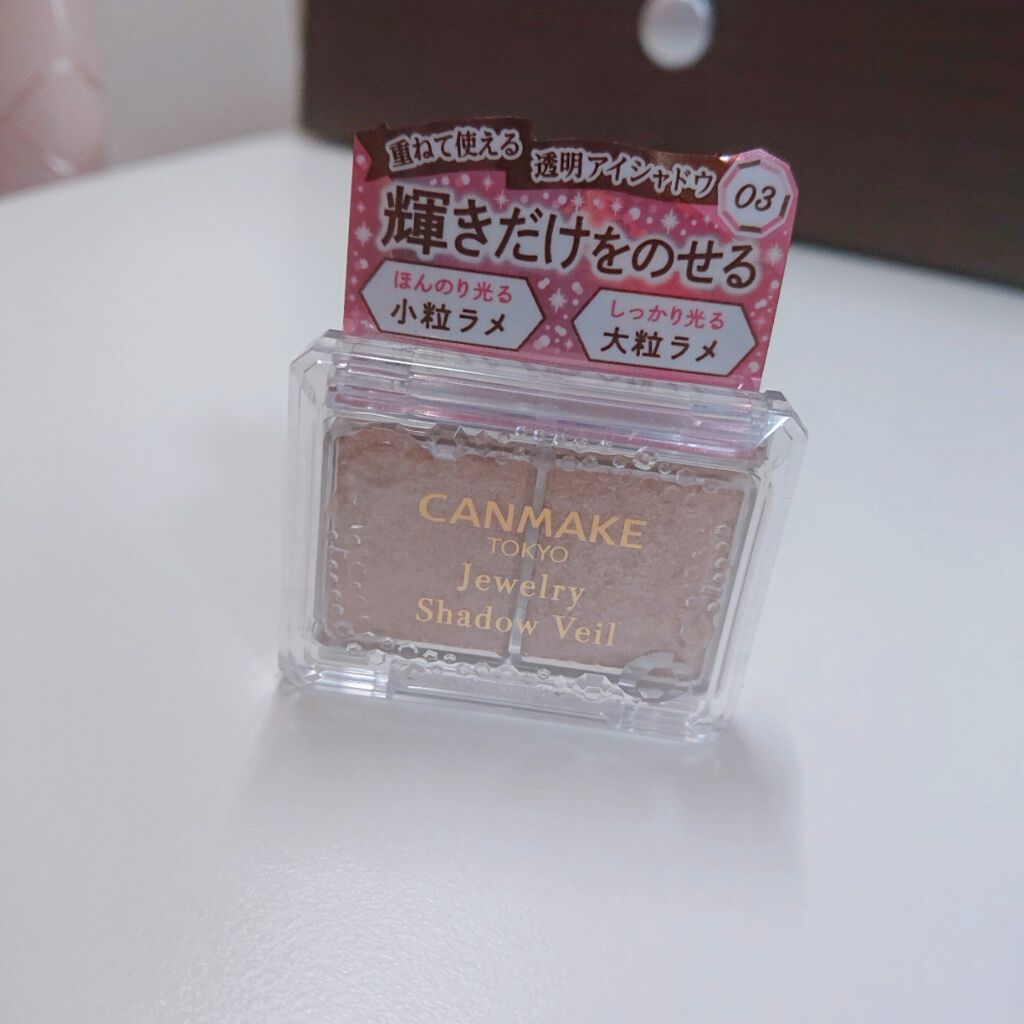 重ねて使える
透明アイシャドウ
03
輝きだけをのせる
ほんのり光る
小粒ラメ
しっかり光る
大粒ラメ
CANMAKE
TOKYO
Jewelry
Shadow Veil